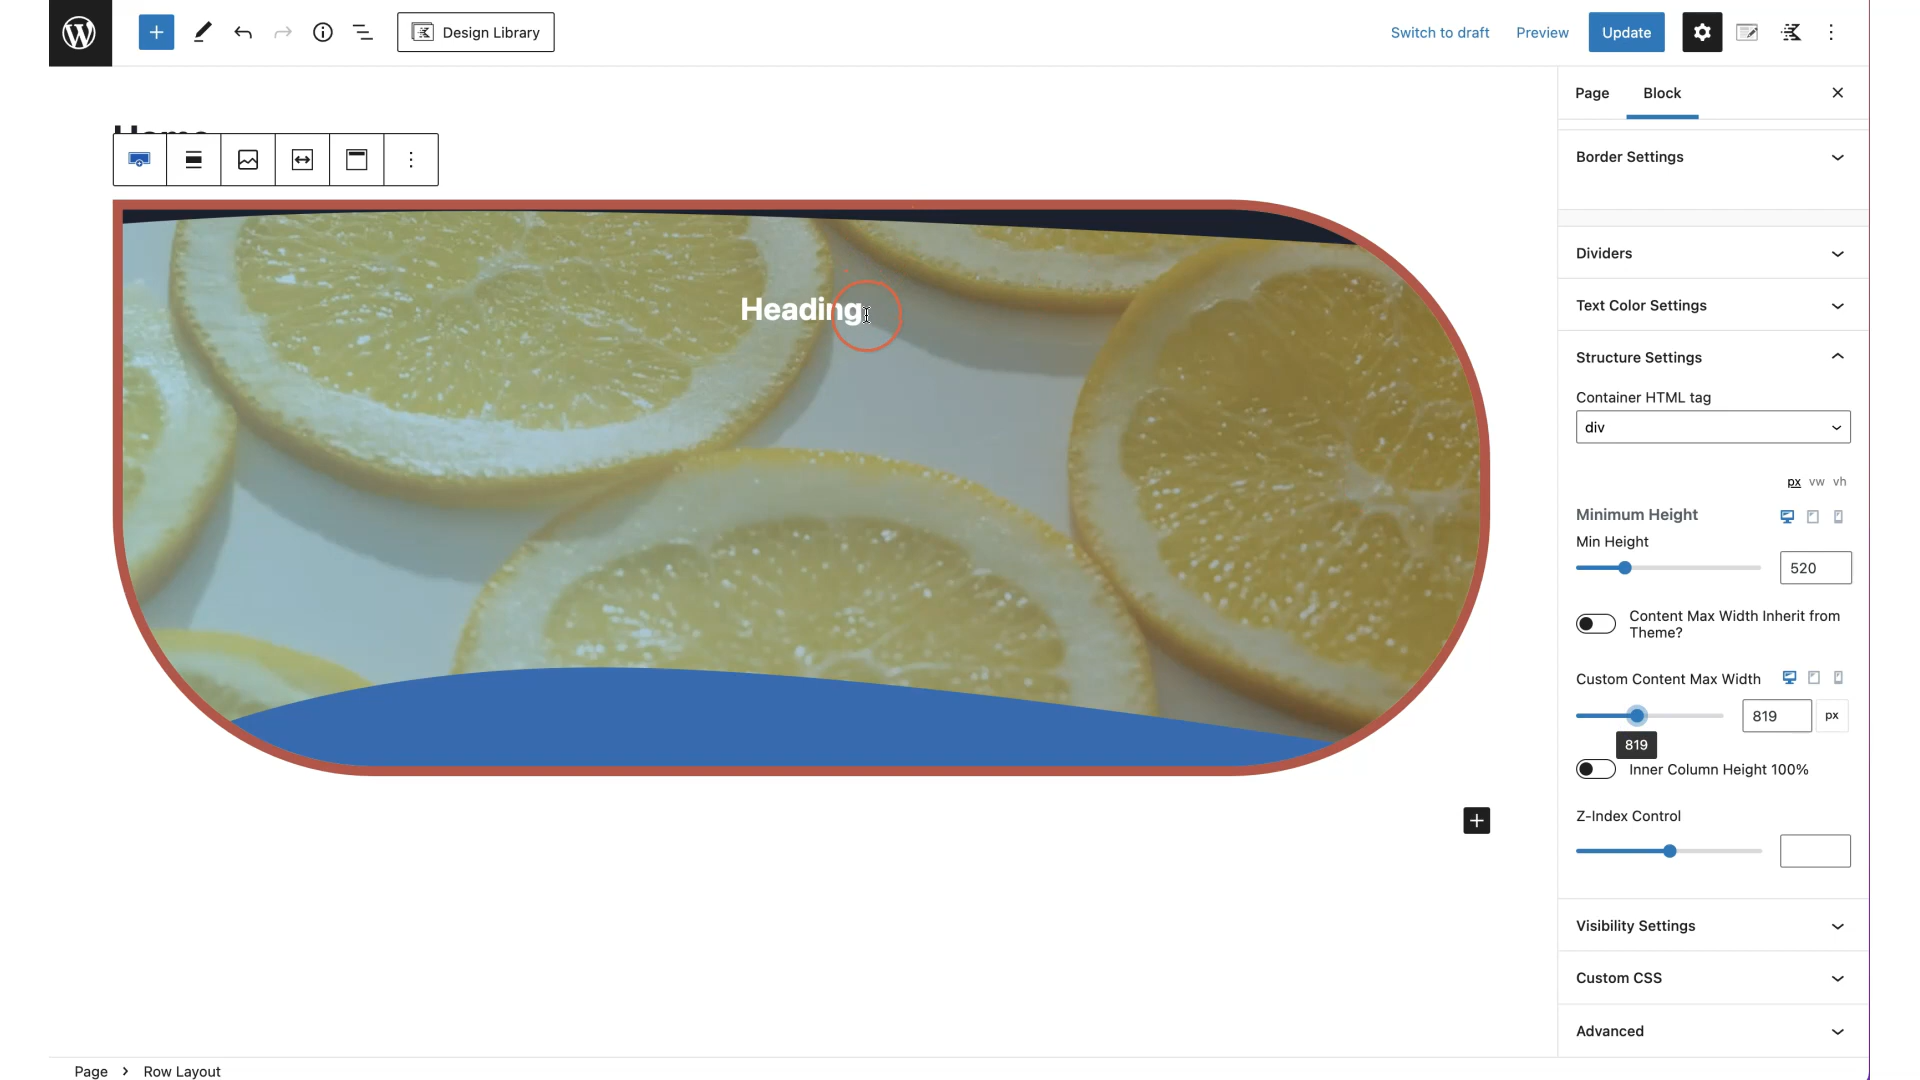 Design Library
Switch to draft
Preview
Update
Page
Block
Home
Border Settings
Dividers
Text Color Settings
Heading
Structure Settings
Container HTML tag
div
px vw vh
Minimum Height
Min Height
520
Content Max Width Inherit from
Theme?
Custom Content Max Width
819
px
819
Inner Column Height 100%
Z-Index Control
Visibility Settings
Custom CSS
Advanced
Page
Row Layout